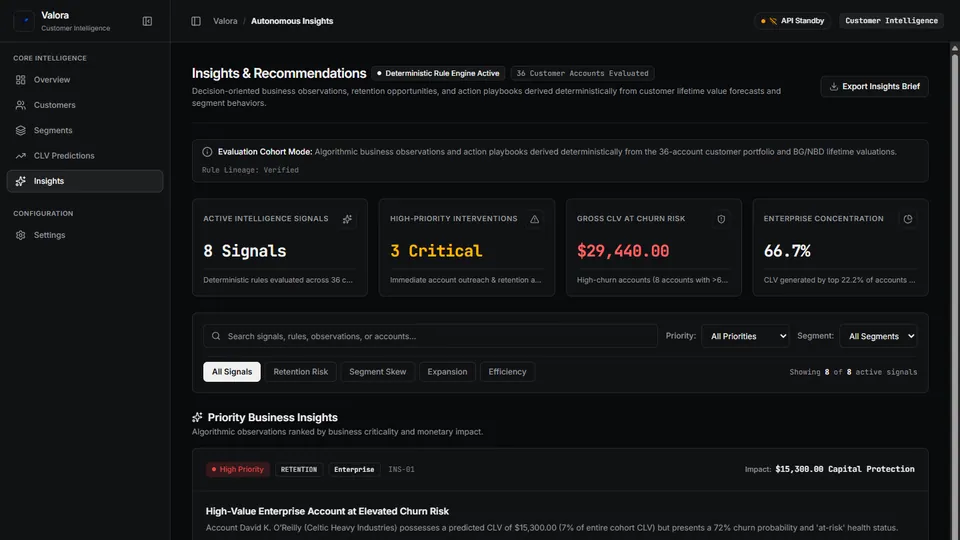 Valora
Customer Intelligence
Valora / Autonomous Insights
API Standby
Customer Intelligence
CORE INTELLIGENCE
Overview
Customers
Segments
CLV Predictions
Insights
CONFIGURATION
Settings
Insights & Recommendations
Deterministic Rule Engine Active
36 Customer Accounts Evaluated
Decision-oriented business observations, retention opportunities, and action playbooks derived deterministically from customer lifetime value forecasts and
segment behaviors.
Export Insights Brief
Evaluation Cohort Mode: Algorithmic business observations and action playbooks derived deterministically from the 36-account customer portfolio and BG/NBD lifetime valuations.
Rule Lineage: Verified
ACTIVE INTELLIGENCE SIGNALS
8 Signals
Deterministic rules evaluated across 36 c...
HIGH-PRIORITY INTERVENTIONS
3 Critical
Immediate account outreach & retention a...
GROSS CLV AT CHURN RISK
$29,440.00
High-churn accounts (8 accounts with >6...
ENTERPRISE CONCENTRATION
66.7%
CLV generated by top 22.2% of accounts ...
Search signals, rules, observations, or accounts...
Priority: All Priorities
Segment: All Segments
All Signals
Retention Risk
Segment Skew
Expansion
Efficiency
Showing 8 of 8 active signals
Priority Business Insights
Algorithmic observations ranked by business criticality and monetary impact.
High Priority
RETENTION
Enterprise
INS-01
Impact: $15,300.00 Capital Protection
High-Value Enterprise Account at Elevated Churn Risk
Account David K. O'Reilly (Celtic Heavy Industries) possesses a predicted CLV of $15,300.00 (7% of entire cohort CLV) but presents a 72% churn probability and 'at-risk' health status.